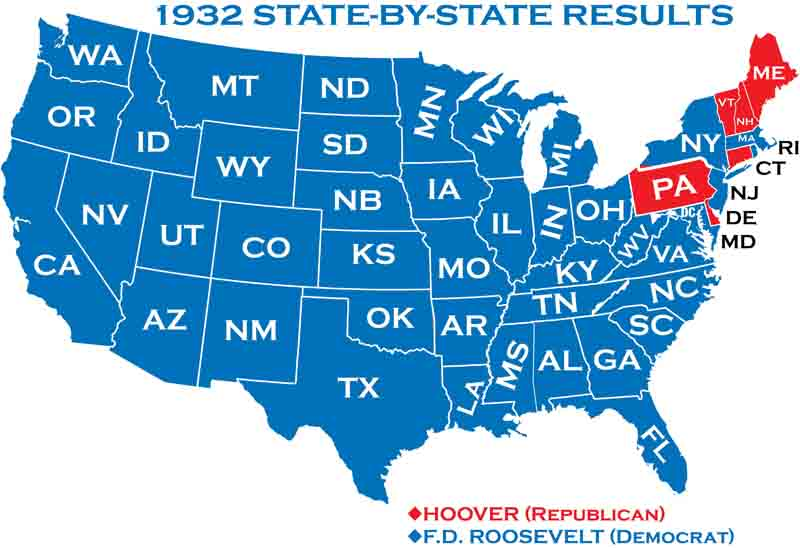 1932 STATE-BY-STATE RESULTS
WA
MT
ND
MN
ME
VT
NH
OR
ID
SD
WI
MI
NY
MA
RI
CT
WY
IA
PA
NJ
NV
NB
IL
IN
OH
DC
DE
MD
UT
CO
KS
MO
WV
VA
CA
KY
NC
AZ
NM
OK
AR
TN
SC
TX
LA
MS
AL
GA
FL
◆HOOVER (REPUBLICAN)
◆F.D. ROOSEVELT (DEMOCRAT)